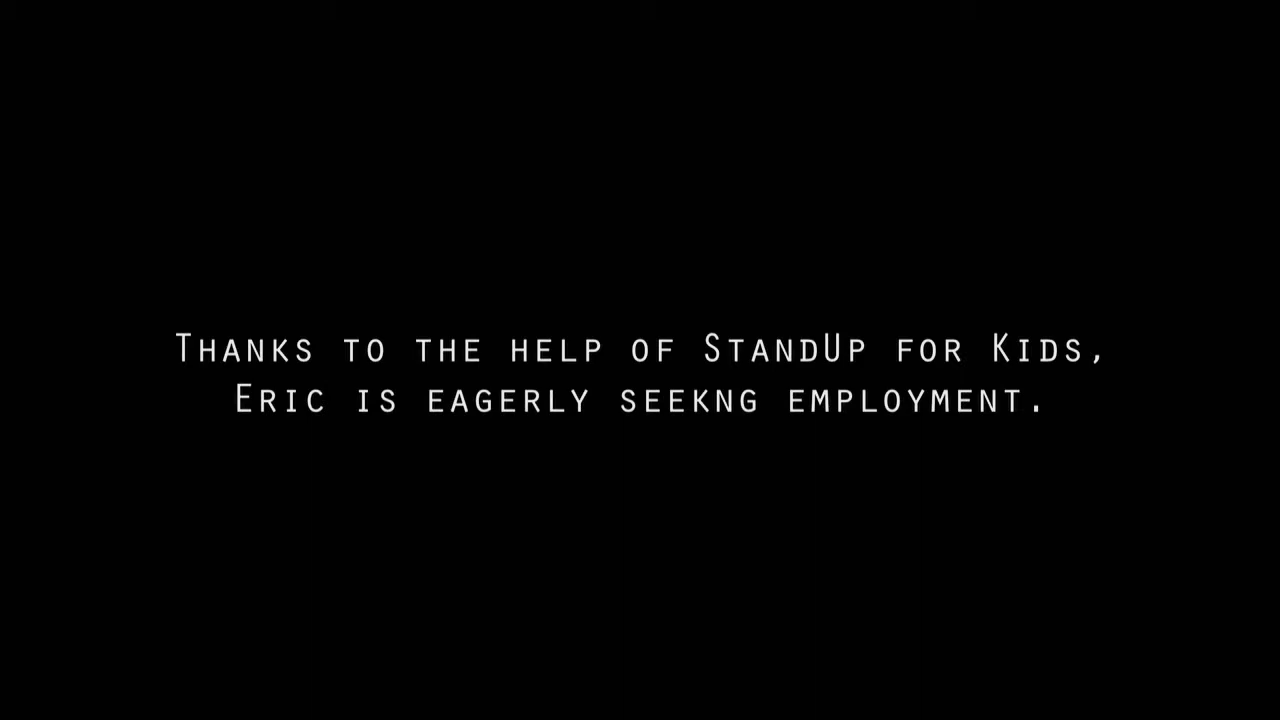 Thanks to the help of StandUp for Kids,
Eric is eagerly seekng employment.